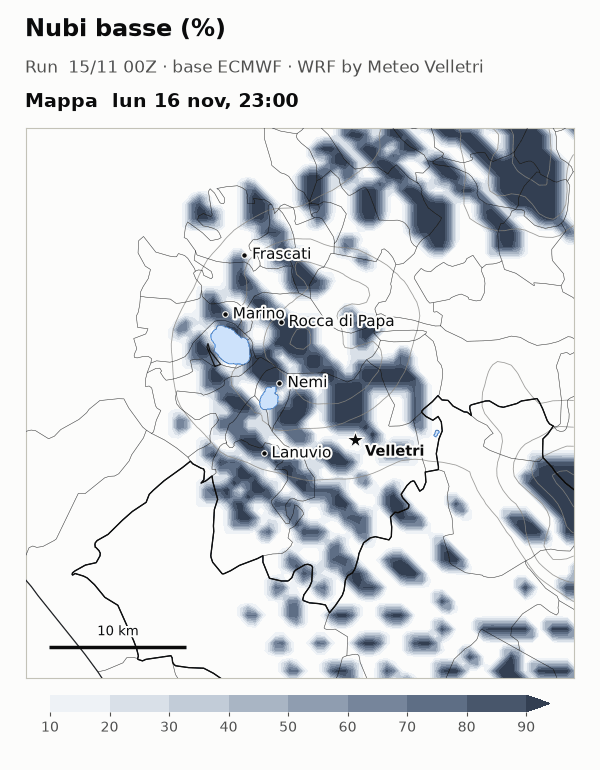 Nubi basse (%)
Run  15/11 00Z · base ECMWF · WRF by Meteo Velletri
Mappa  lun 16 nov, 23:00
Frascati
Marino
Rocca di Papa
Nemi
Velletri
Lanuvio
10 km
10 20 30 40 50 60 70 80 90